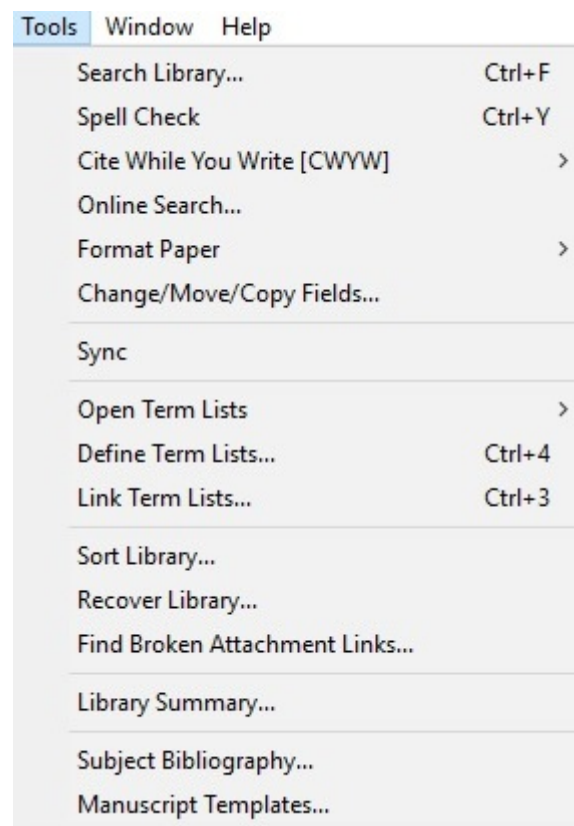 Tools Window Help
Search Library... Ctrl+F
Spell Check Ctrl+Y
Cite While You Write [CWYW] >
Online Search...
Format Paper >
Change/Move/Copy Fields...
Sync
Open Term Lists >
Define Term Lists... Ctrl+4
Link Term Lists... Ctrl+3
Sort Library...
Recover Library...
Find Broken Attachment Links...
Library Summary...
Subject Bibliography...
Manuscript Templates...